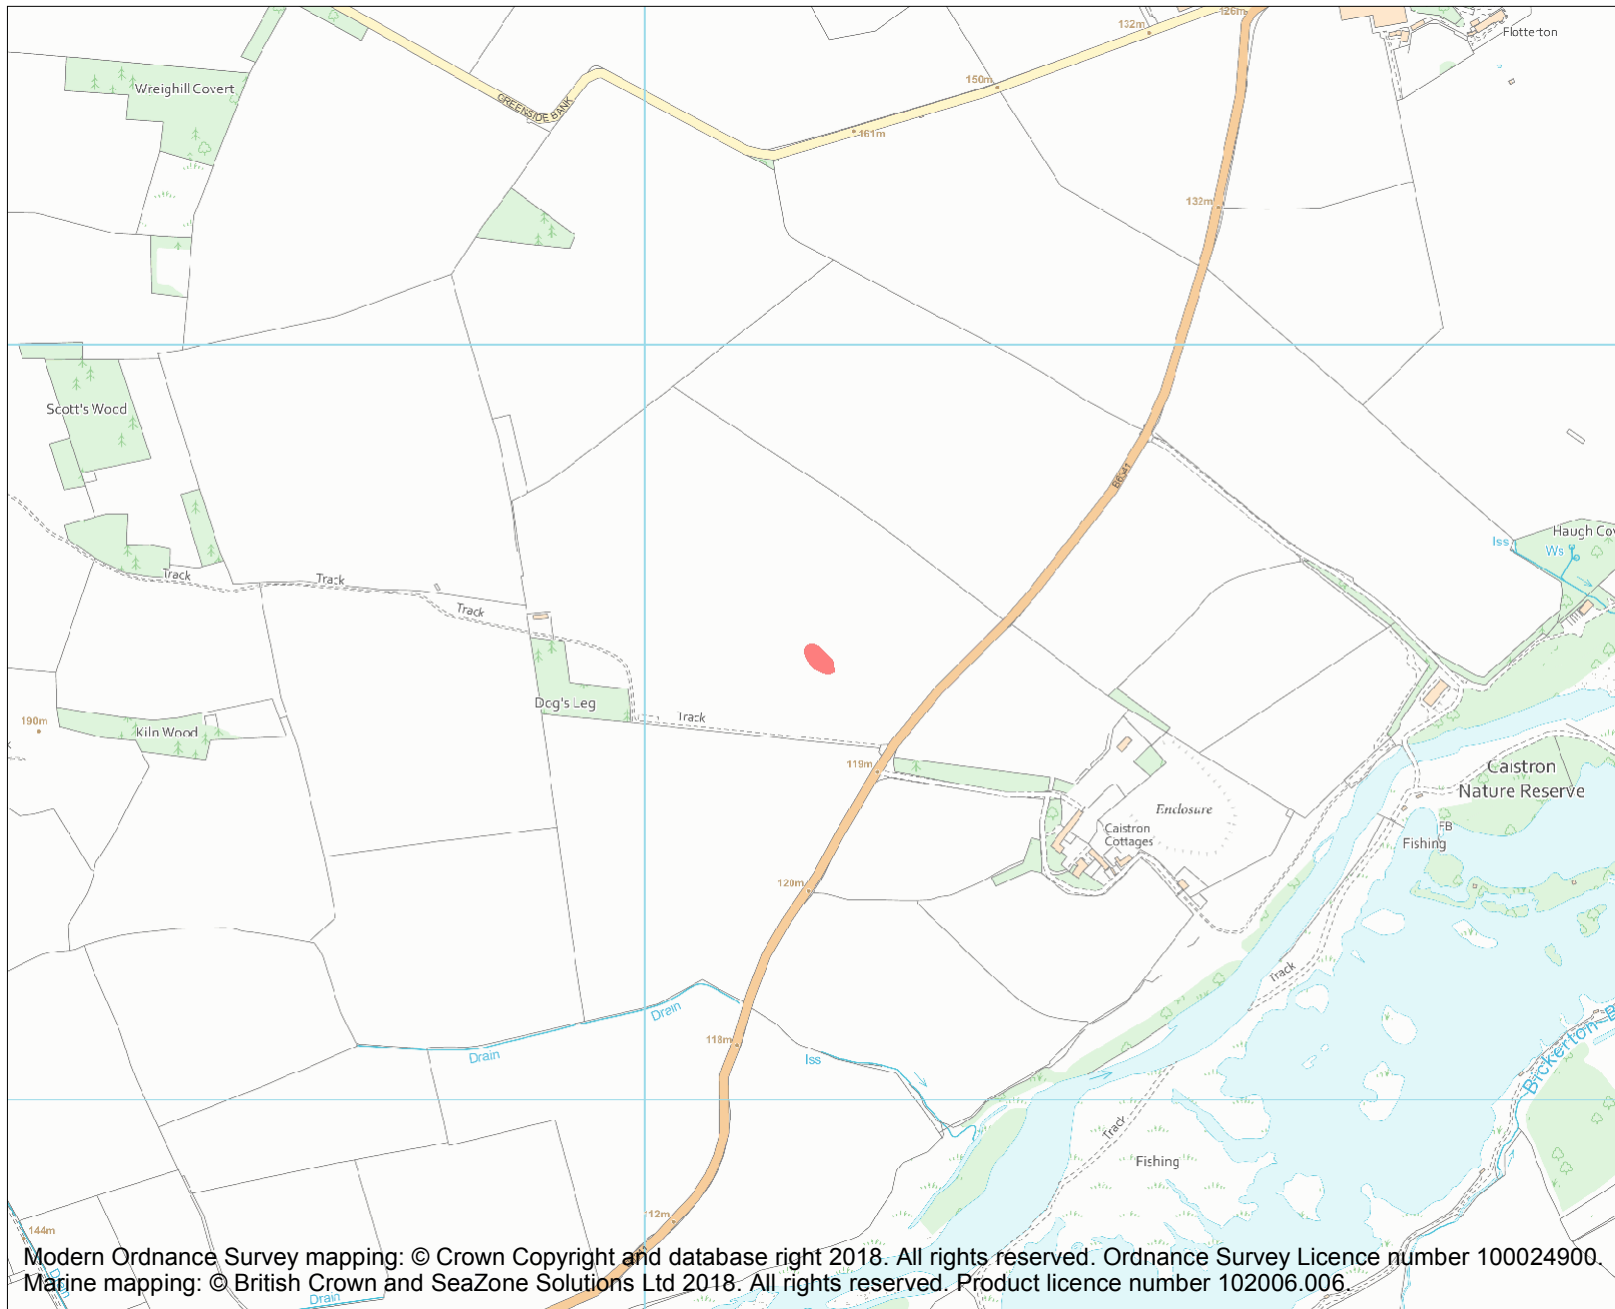 126m
132m
Flotterton
150m
Wreighill Covert
GREENSIDE BANK
161m
132m
Scott's Wood
B6341
Haugh Cov
Iss
Ws
Track
Track
Track
Dog's Leg
Track
190m
Kiln Wood
119m
Caistron
Nature Reserve
Enclosure
Caistron
Cottages
FB
Fishing
120m
Track
Drain
118m
Drain
Iss
Bickerton B
Track
Fishing
112m
144m
Drain
Modern Ordnance Survey mapping: © Crown Copyright and database right 2018. All rights reserved. Ordnance Survey Licence number 100024900.
Marine mapping: © British Crown and SeaZone Solutions Ltd 2018. All rights reserved. Product licence number 102006.006.
Drain